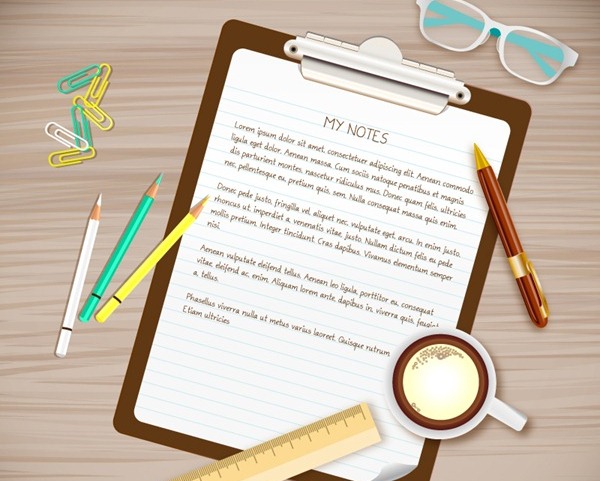 MY NOTES
Lorem ipsum dolor sit amet, consectetuer adipiscing elit. Aenean commodo
ligula eget dolor. Aenean massa. Cum sociis natoque penatibus et magnis
dis parturient montes, nascetur ridiculus mus. Donec quam felis, ultricies
nec, pellentesque eu, pretium quis, sem. Nulla consequat massa quis enim.
Donec pede justo, fringilla vel, aliquet nec, vulputate eget, arcu. In enim justo,
rhoncus ut, imperdiet a, venenatis vitae, justo. Nullam dictum felis eu pede
mollis pretium. Integer tincidunt. Cras dapibus. Vivamus elementum semper
nisi.
Aenean vulputate eleifend tellus. Aenean leo ligula, porttitor eu, consequat
vitae, eleifend ac, enim. Aliquam lorem ante, dapibus in, viverra quis, feugiat
a, tellus.
Phasellus viverra nulla ut metus varius laoreet. Quisque rutrum
Etiam ultricies